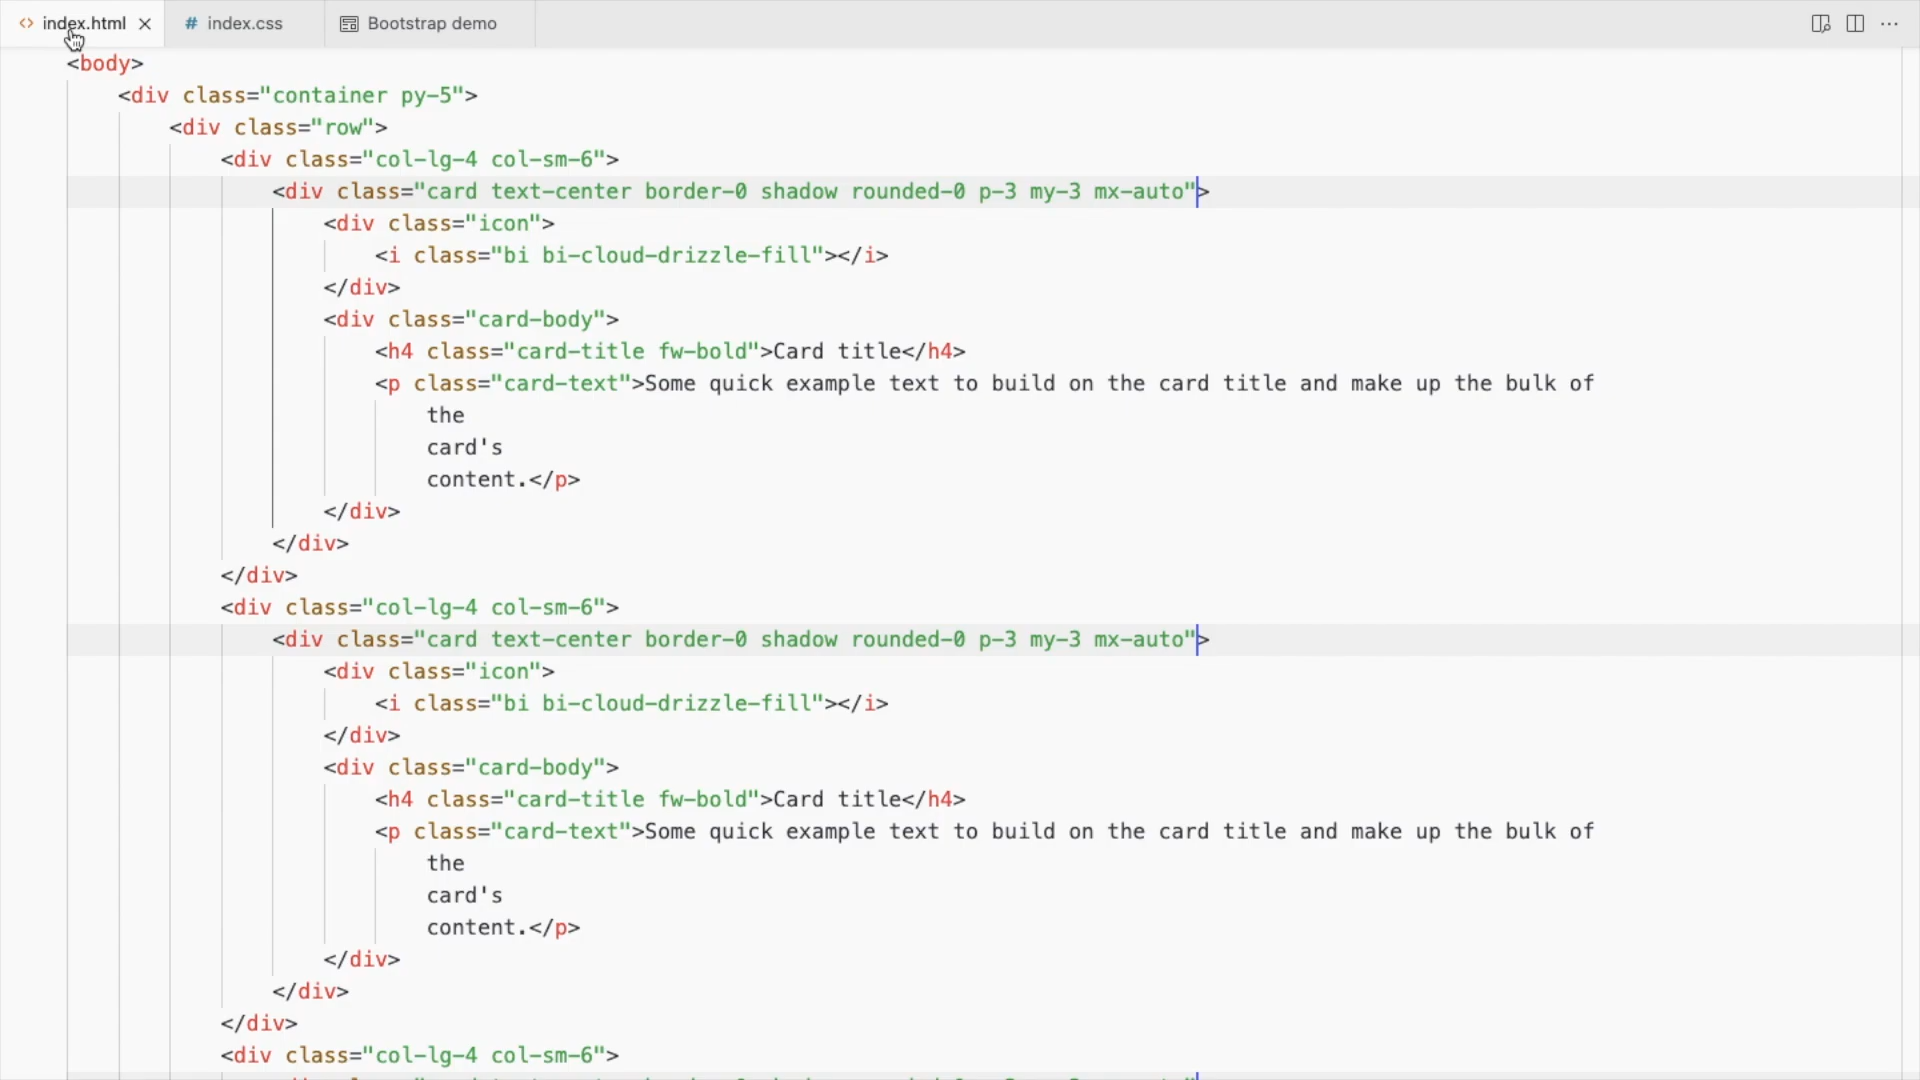 index.html
index.css
Bootstrap demo
<body>
<div class="container py-5">
<div class="row">
<div class="col-lg-4 col-sm-6">
<div class="card text-center border-0 shadow rounded-0 p-3 my-3 mx-auto">
<div class="icon">
<i class="bi bi-cloud-drizzle-fill"></i>
</div>
<div class="card-body">
<h4 class="card-title fw-bold">Card title</h4>
<p class="card-text">Some quick example text to build on the card title and make up the bulk of
the
card's
content.</p>
</div>
</div>
</div>
<div class="col-lg-4 col-sm-6">
<div class="card text-center border-0 shadow rounded-0 p-3 my-3 mx-auto">
<div class="icon">
<i class="bi bi-cloud-drizzle-fill"></i>
</div>
<div class="card-body">
<h4 class="card-title fw-bold">Card title</h4>
<p class="card-text">Some quick example text to build on the card title and make up the bulk of
the
card's
content.</p>
</div>
</div>
</div>
<div class="col-lg-4 col-sm-6">